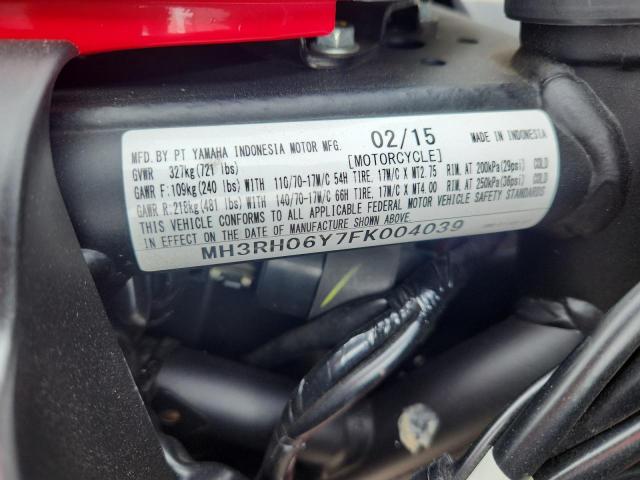 MFD. BY PT YAMAHA INDONESIA MOTOR MFG. 02/15 MADE IN INDONESIA
GVWR 327kg(721 lbs) [MOTORCYCLE]
GAWR F:109kg(240 lbs) WITH 110/70-17M/C 54H TIRE, 17M/C X MT2.75 RIM, AT 200kPa(29psi) COLD
GAWR R:218kg(481 lbs) WITH 140/70-17M/C 66H TIRE, 17M/C X MT4.00 RIM, AT 250kPa(36psi) COLD
THIS VEHICLE CONFORMS TO ALL APPLICABLE FEDERAL MOTOR VEHICLE SAFETY STANDARDS
IN EFFECT ON THE DATE OF MANUFACTURE SHOWN ABOVE.
MH3RH06Y7FK004039